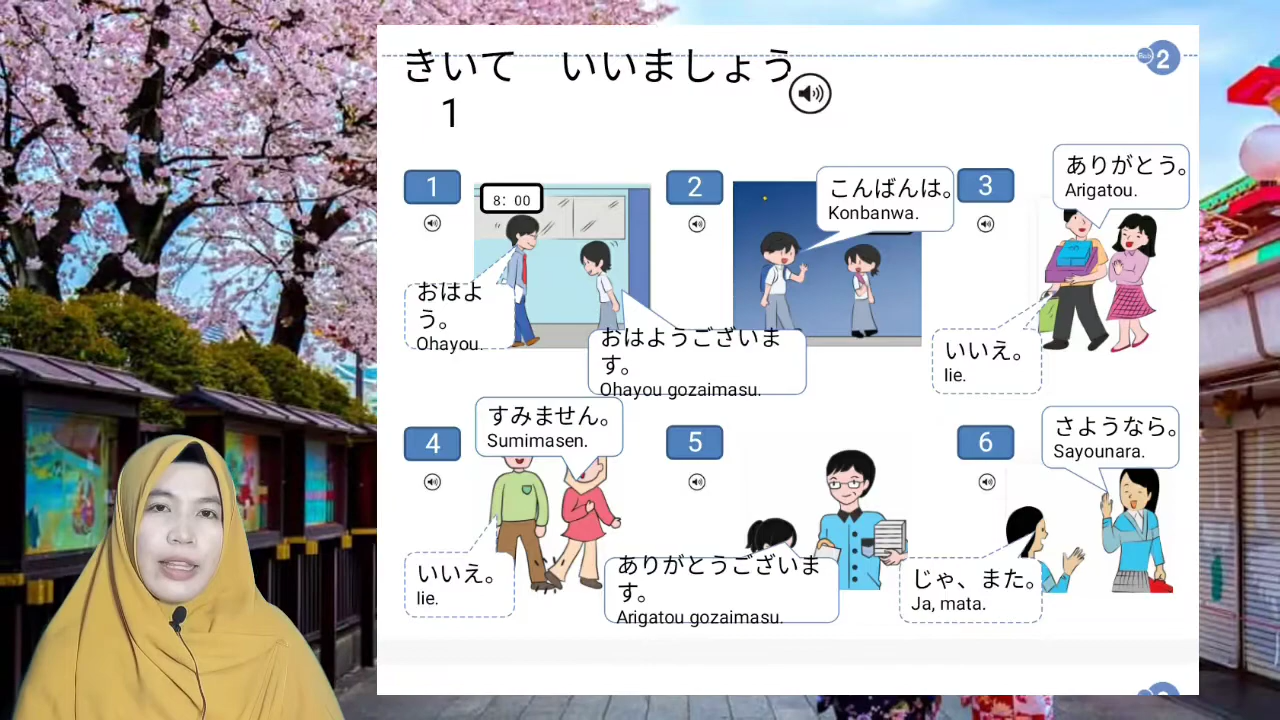 きいて　いいましょう
1
Bab 2
1
8：00
おはよ
う。
Ohayou.
おはようございま
す。
Ohayou gozaimasu.
2
こんばんは。
Konbanwa.
3
ありがとう。
Arigatou.
いいえ。
Iie.
4
すみません。
Sumimasen.
いいえ。
Iie.
5
ありがとうございま
す。
Arigatou gozaimasu.
6
さようなら。
Sayounara.
じゃ、また。
Ja, mata.